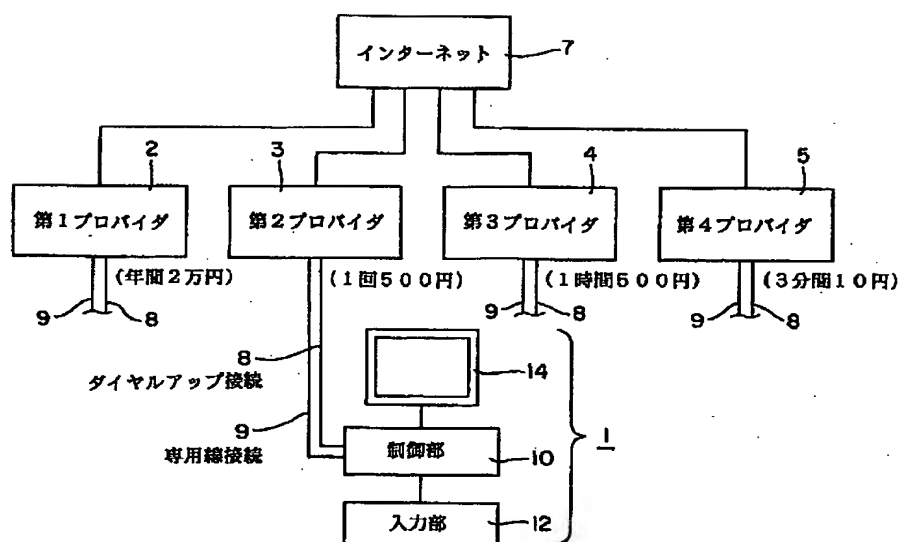 インターネット
7
2
3
4
5
第1プロバイダ
第2プロバイダ
第3プロバイダ
第4プロバイダ
(年間2万円)
(1回500円)
(1時間500円)
(3分間10円)
9
8
9
8
9
8
8
ダイヤルアップ接続
14
9
専用線接続
制御部
10
1
入力部
12